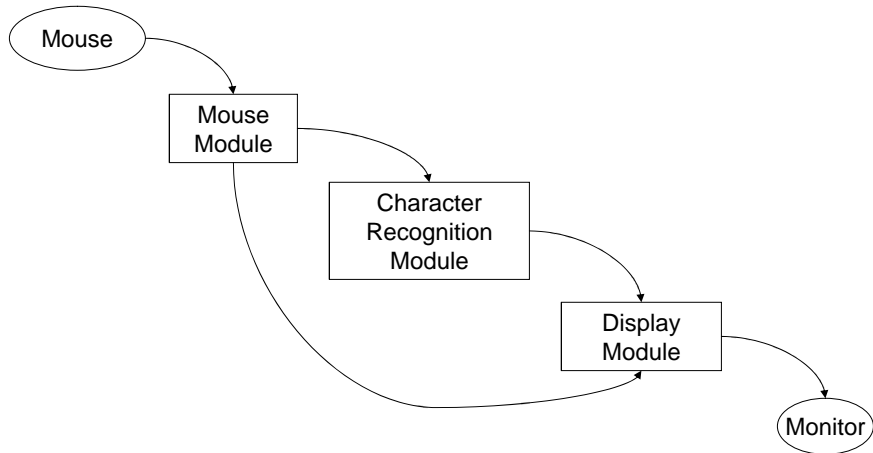 Mouse
Mouse
Module
Character
Recognition
Module
Display
Module
Monitor